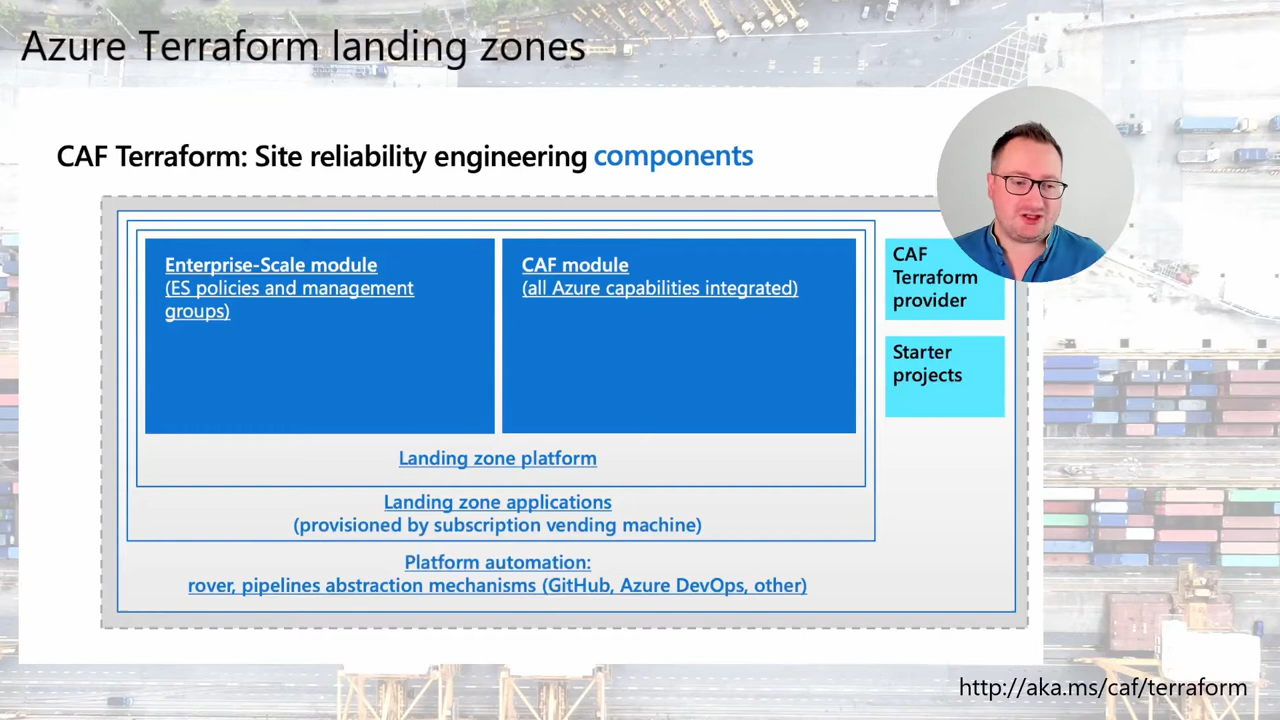 Azure Terraform landing zones
CAF Terraform: Site reliability engineering components
Enterprise-Scale module
(ES policies and management
groups)
CAF module
(all Azure capabilities integrated)
CAF
Terraform
provider
Starter
projects
Landing zone platform
Landing zone applications
(provisioned by subscription vending machine)
Platform automation:
rover, pipelines abstraction mechanisms (GitHub, Azure DevOps, other)
http://aka.ms/caf/terraform